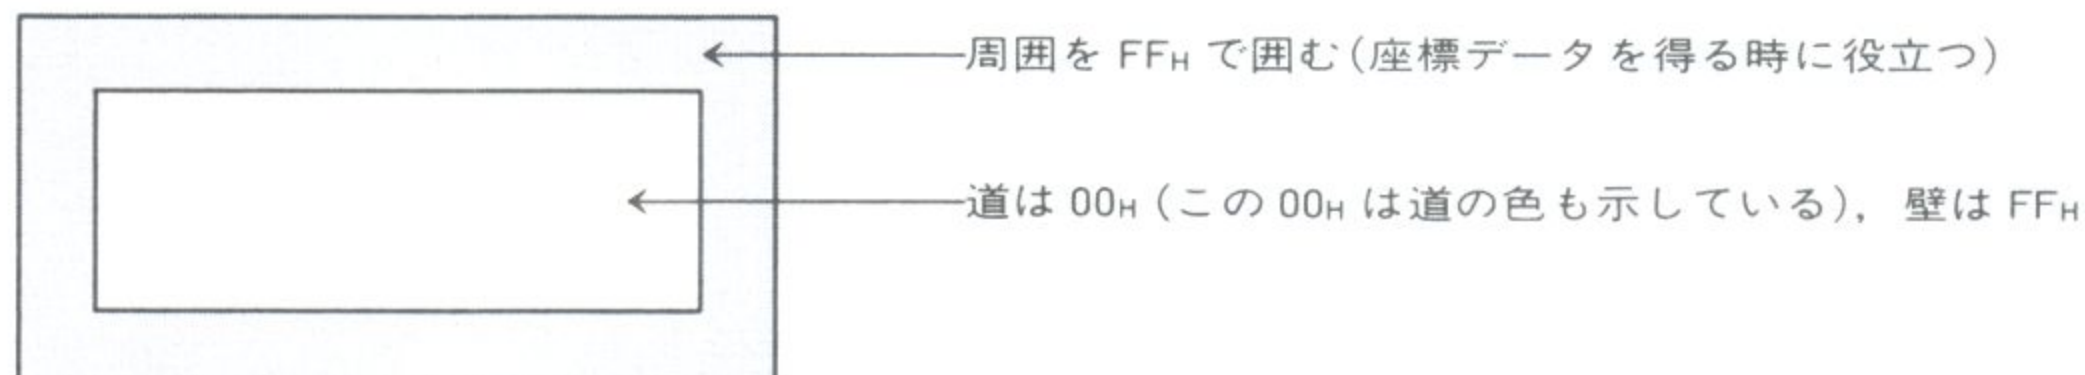 周囲を FFH で囲む(座標データを得る時に役立つ)
道は 00H (この 00H は道の色も示している), 壁は FFH